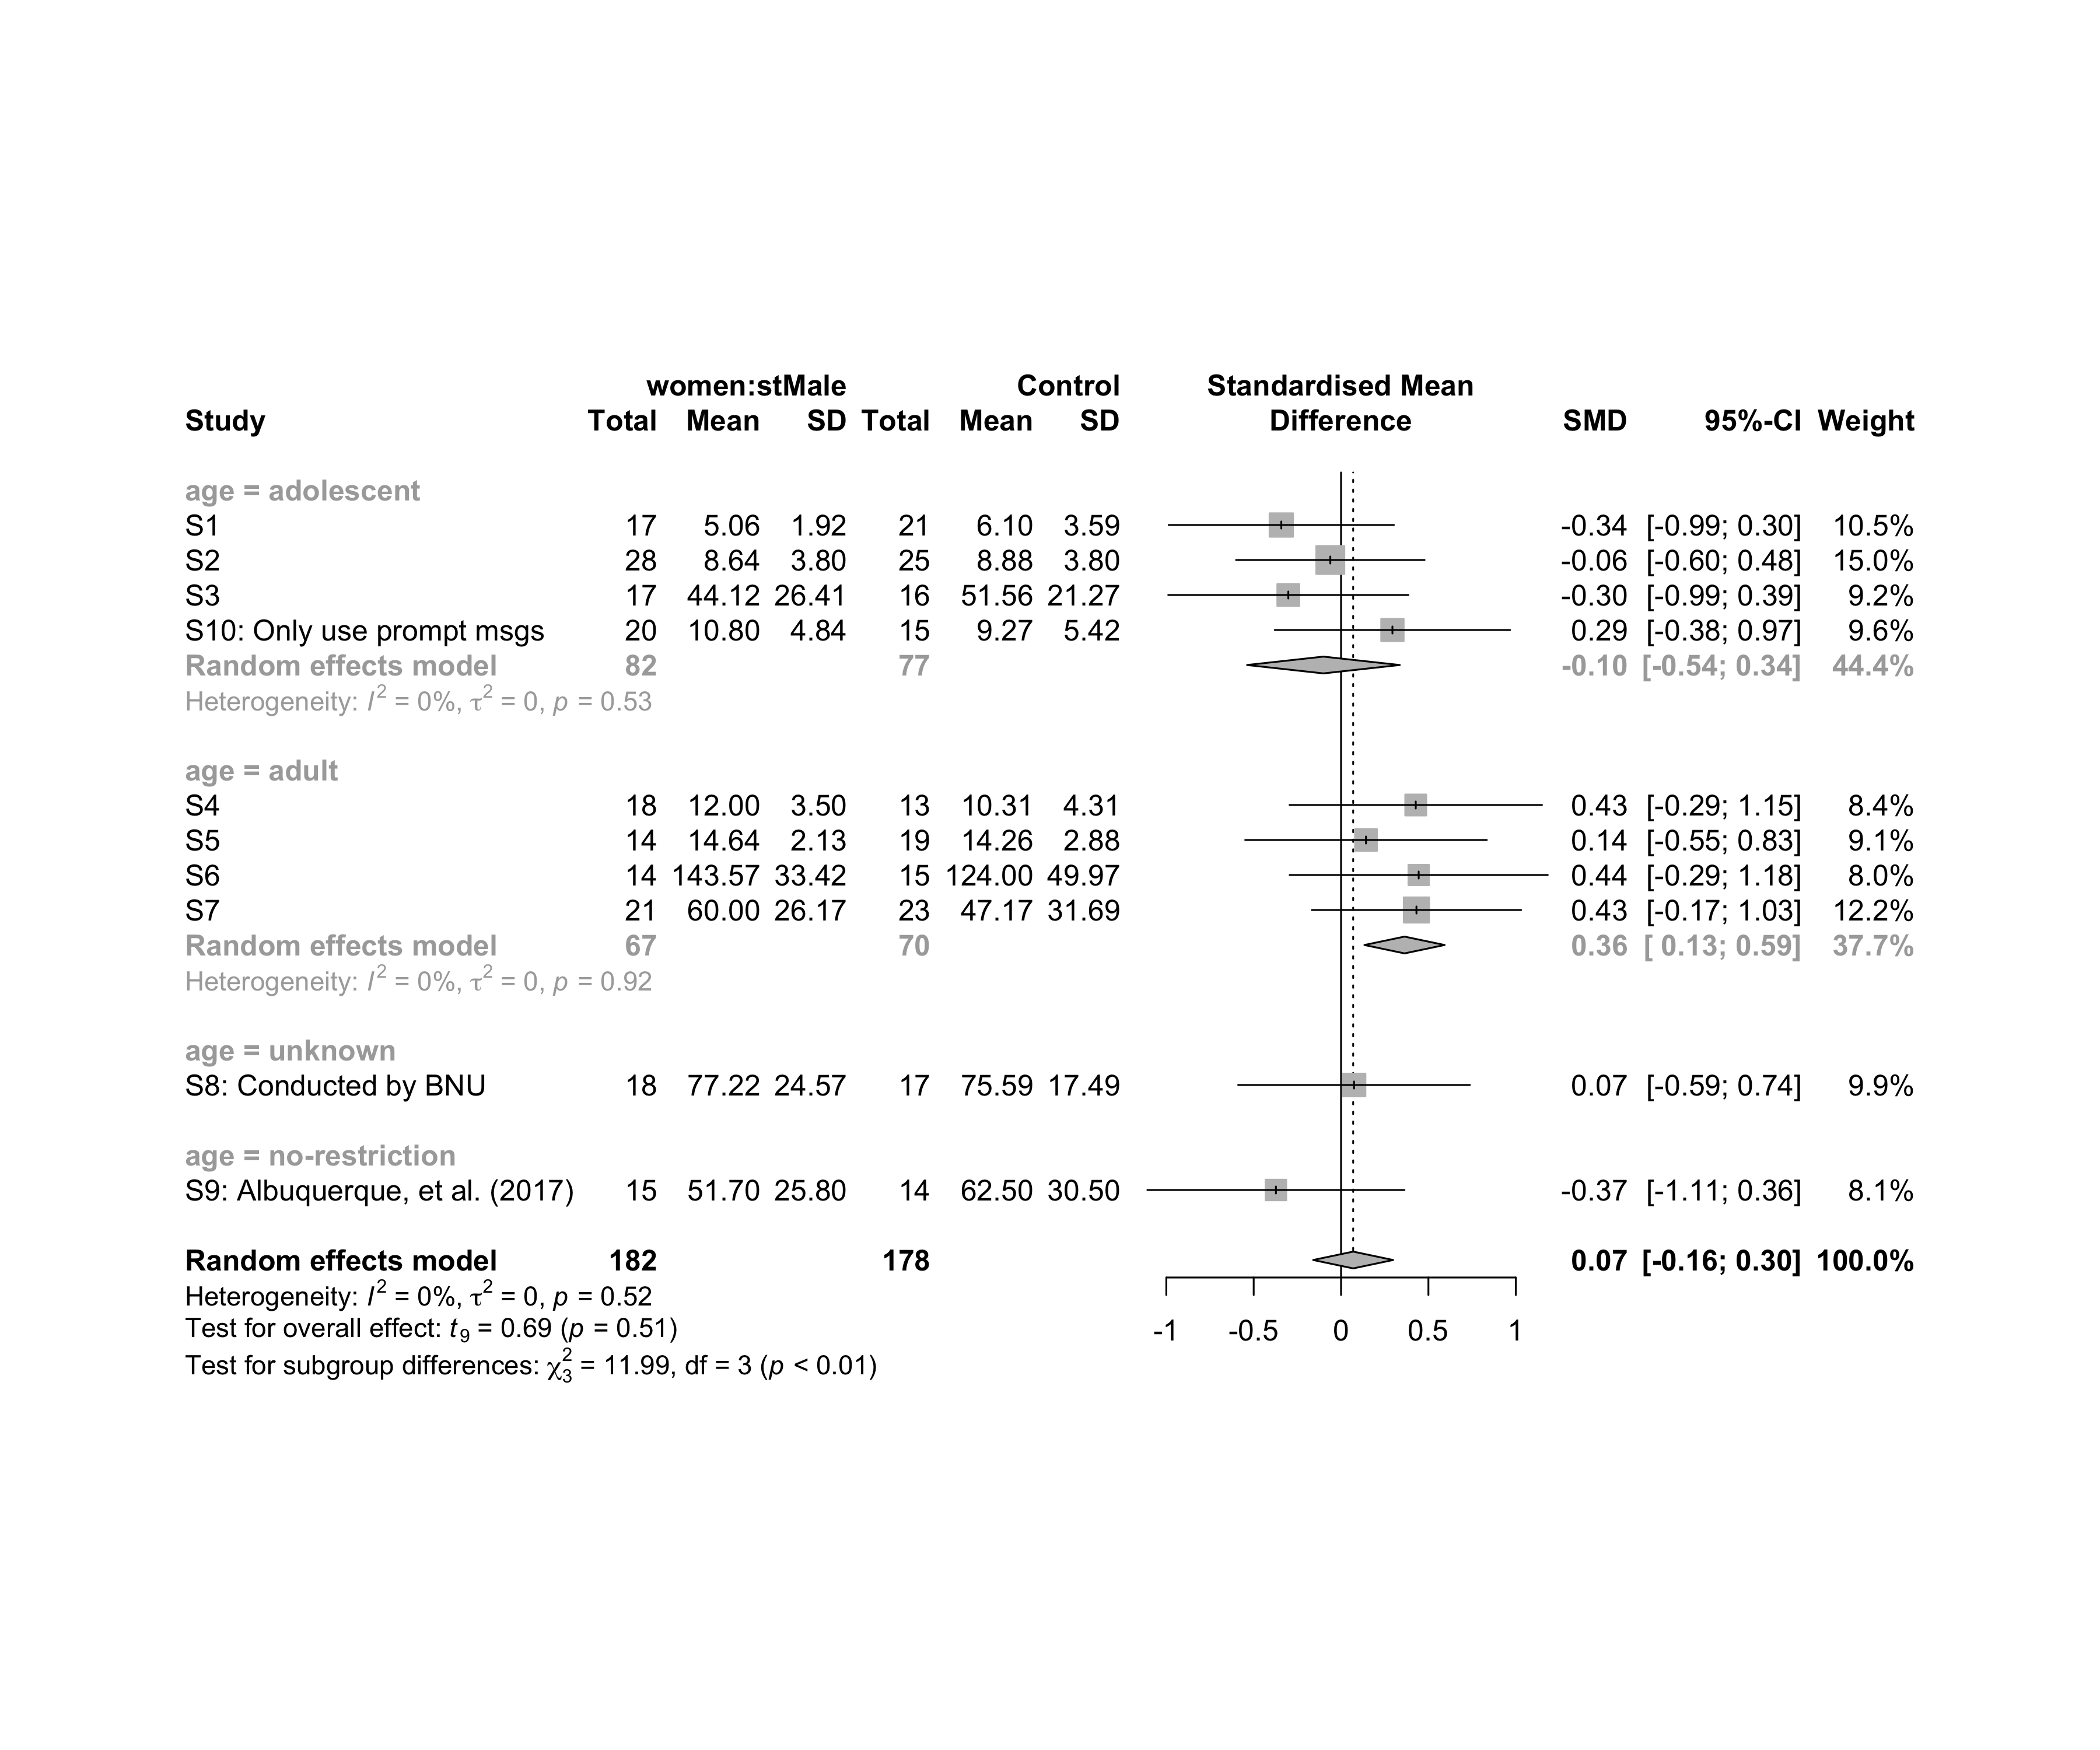 women:stMale Control Standardised Mean
Study Total Mean SD Total Mean SD Difference SMD 95%-CI Weight
age = adolescent
S1 17 5.06 1.92 21 6.10 3.59 -0.34 [-0.99; 0.30] 10.5%
S2 28 8.64 3.80 25 8.88 3.80 -0.06 [-0.60; 0.48] 15.0%
S3 17 44.12 26.41 16 51.56 21.27 -0.30 [-0.99; 0.39] 9.2%
S10: Only use prompt msgs 20 10.80 4.84 15 9.27 5.42 0.29 [-0.38; 0.97] 9.6%
Random effects model 82 77 -0.10 [-0.54; 0.34] 44.4%
Heterogeneity: I² = 0%, τ² = 0, p = 0.53
age = adult
S4 18 12.00 3.50 13 10.31 4.31 0.43 [-0.29; 1.15] 8.4%
S5 14 14.64 2.13 19 14.26 2.88 0.14 [-0.55; 0.83] 9.1%
S6 14 143.57 33.42 15 124.00 49.97 0.44 [-0.29; 1.18] 8.0%
S7 21 60.00 26.17 23 47.17 31.69 0.43 [-0.17; 1.03] 12.2%
Random effects model 67 70 0.36 [ 0.13; 0.59] 37.7%
Heterogeneity: I² = 0%, τ² = 0, p = 0.92
age = unknown
S8: Conducted by BNU 18 77.22 24.57 17 75.59 17.49 0.07 [-0.59; 0.74] 9.9%
age = no-restriction
S9: Albuquerque, et al. (2017) 15 51.70 25.80 14 62.50 30.50 -0.37 [-1.11; 0.36] 8.1%
Random effects model 182 178 0.07 [-0.16; 0.30] 100.0%
Heterogeneity: I² = 0%, τ² = 0, p = 0.52
Test for overall effect: t₉ = 0.69 (p = 0.51)
-1 -0.5 0 0.5 1
Test for subgroup differences: χ²₃ = 11.99, df = 3 (p < 0.01)